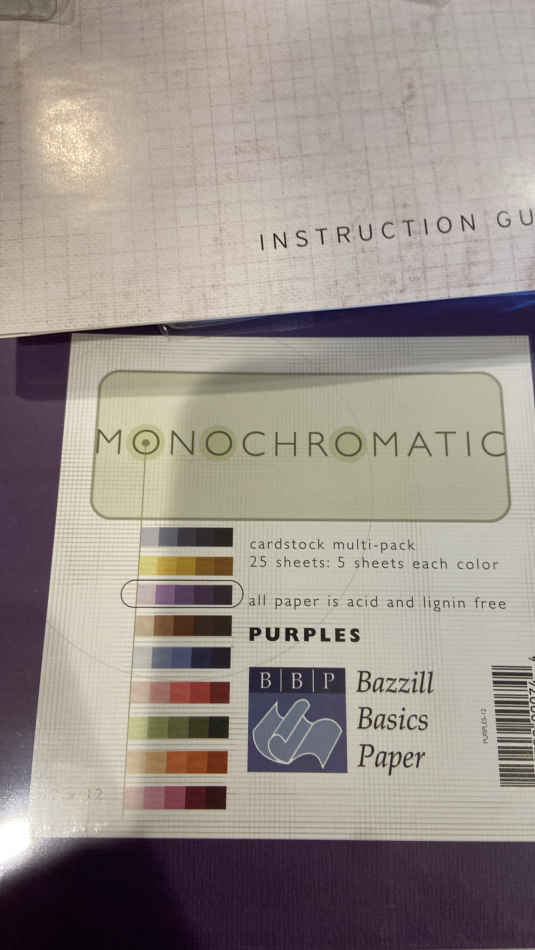 INSTRUCTION GU
MONOCHROMATIC
cardstock multi-pack
25 sheets: 5 sheets each color
all paper is acid and lignin free
PURPLES
B|B|P
Bazzill
Basics
Paper
PURPLES-12